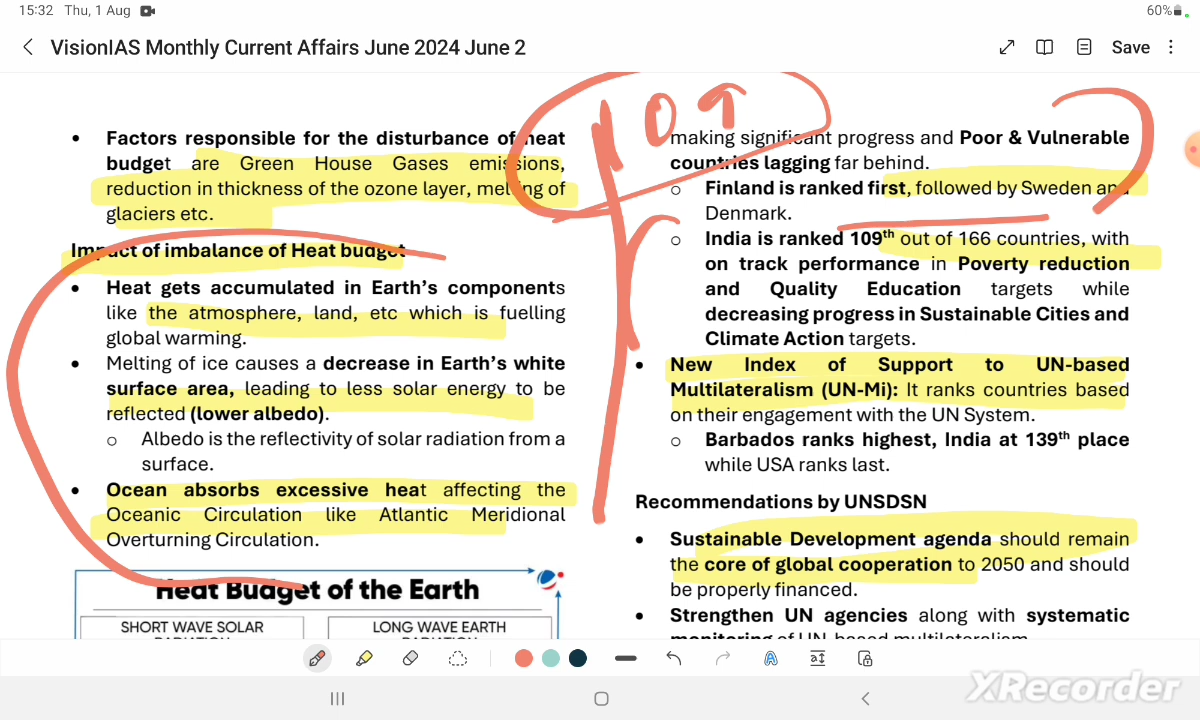 15:32 Thu, 1 Aug
60%
VisionIAS Monthly Current Affairs June 2024 June 2
Save
• Factors responsible for the disturbance of heat
budget are Green House Gases emissions,
reduction in thickness of the ozone layer, melting of
glaciers etc.
Impact of imbalance of Heat budget
• Heat gets accumulated in Earth's components
like the atmosphere, land, etc which is fuelling
global warming.
• Melting of ice causes a decrease in Earth's white
surface area, leading to less solar energy to be
reflected (lower albedo).
o Albedo is the reflectivity of solar radiation from a
surface.
• Ocean absorbs excessive heat affecting the
Oceanic Circulation like Atlantic Meridional
Overturning Circulation.
Heat Budget of the Earth
SHORT WAVE SOLAR
RADIATION
LONG WAVE EARTH
RADIATION
making significant progress and Poor & Vulnerable
countries lagging far behind.
o Finland is ranked first, followed by Sweden and
Denmark.
o India is ranked 109th out of 166 countries, with
on track performance in Poverty reduction
and Quality Education targets while
decreasing progress in Sustainable Cities and
Climate Action targets.
• New Index of Support to UN-based
Multilateralism (UN-Mi): It ranks countries based
on their engagement with the UN System.
o Barbados ranks highest, India at 139th place
while USA ranks last.
Recommendations by UNSDSN
• Sustainable Development agenda should remain
the core of global cooperation to 2050 and should
be properly financed.
• Strengthen UN agencies along with systematic
monitoring of UN-based multilateralism.
XRecorder